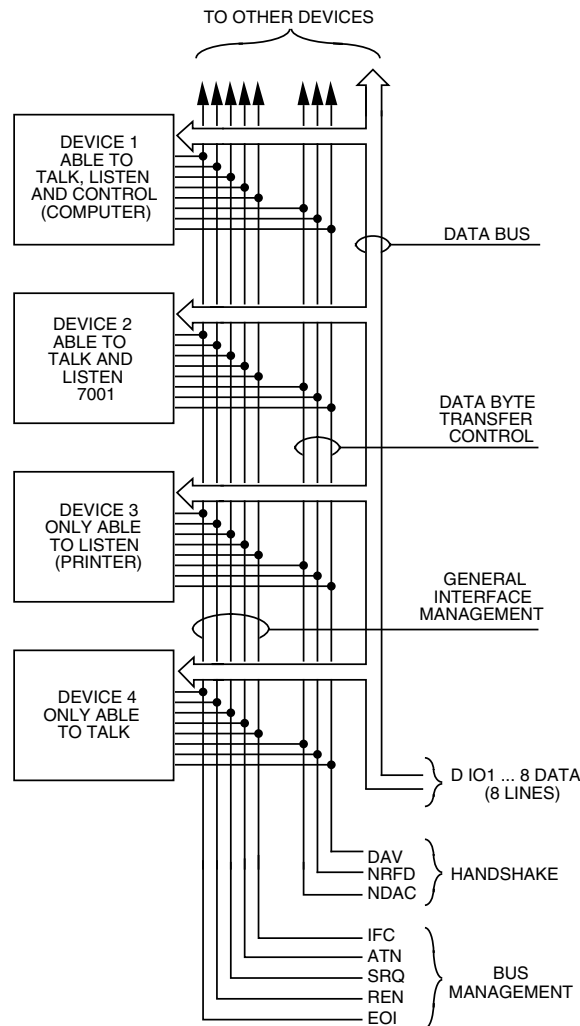 TO OTHER DEVICES
DEVICE 1
ABLE TO
TALK, LISTEN
AND CONTROL
(COMPUTER)
DATA BUS
DEVICE 2
ABLE TO
TALK AND
LISTEN
7001
DATA BYTE
TRANSFER
CONTROL
DEVICE 3
ONLY ABLE
TO LISTEN
(PRINTER)
GENERAL
INTERFACE
MANAGEMENT
DEVICE 4
ONLY ABLE
TO TALK
D IO1 ... 8 DATA
(8 LINES)
DAV
NRFD
NDAC
HANDSHAKE
IFC
ATN
SRQ
REN
EOI
BUS
MANAGEMENT